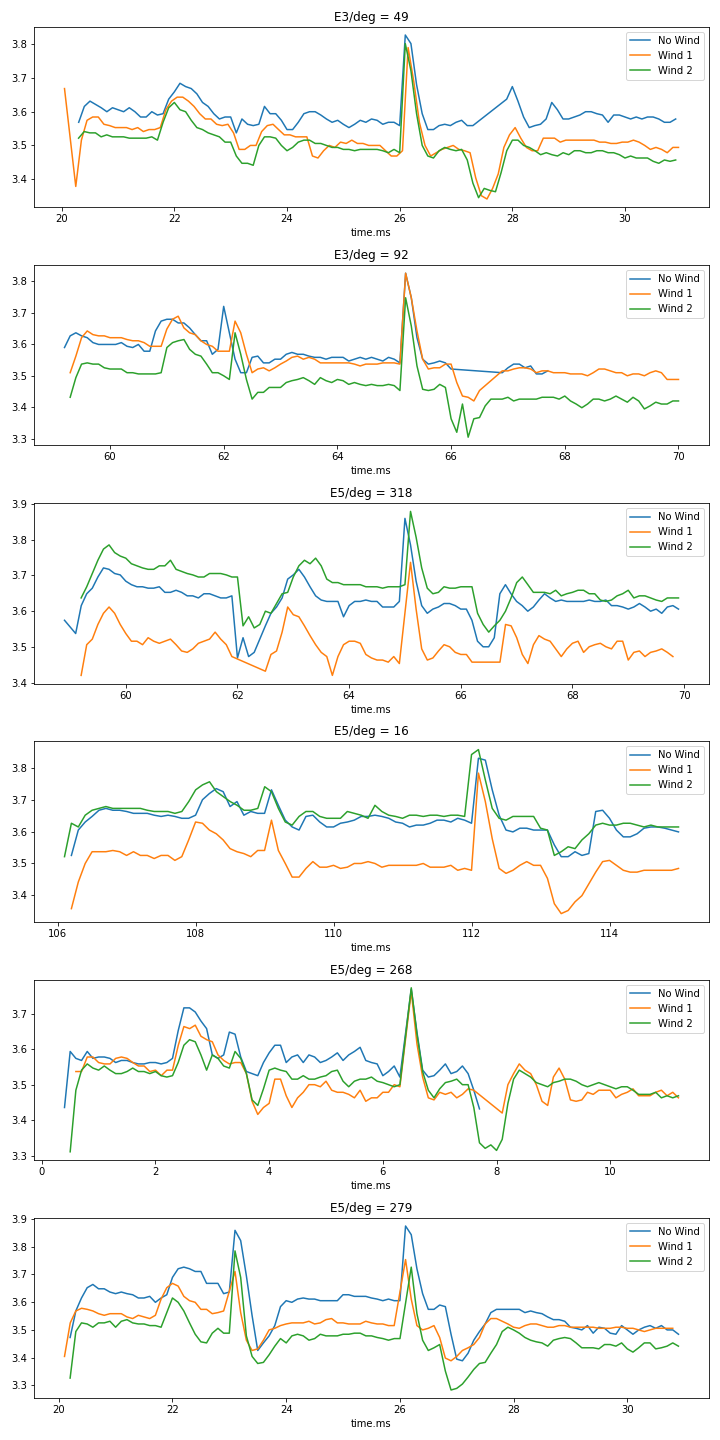 E3/deg = 49
3.8
3.7
3.6
3.5
3.4
No Wind
Wind 1
Wind 2
20 22 24 26 28 30
time.ms
E3/deg = 92
3.8
3.7
3.6
3.5
3.4
3.3
No Wind
Wind 1
Wind 2
60 62 64 66 68 70
time.ms
E5/deg = 318
3.9
3.8
3.7
3.6
3.5
3.4
No Wind
Wind 1
Wind 2
60 62 64 66 68 70
time.ms
E5/deg = 16
3.8
3.7
3.6
3.5
3.4
No Wind
Wind 1
Wind 2
106 108 110 112 114
time.ms
E5/deg = 268
3.7
3.6
3.5
3.4
3.3
No Wind
Wind 1
Wind 2
0 2 4 6 8 10
time.ms
E5/deg = 279
3.9
3.8
3.7
3.6
3.5
3.4
3.3
No Wind
Wind 1
Wind 2
20 22 24 26 28 30
time.ms